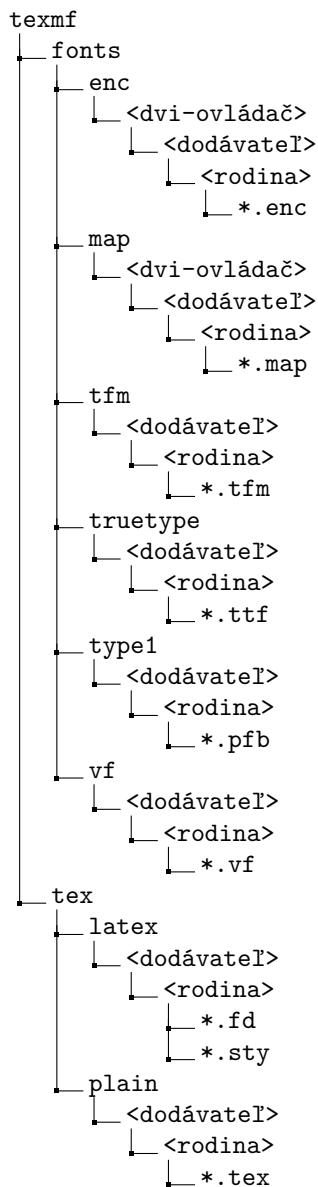 texmf
fonts
enc
<dvi-ovládač>
<dodávateľ>
<rodina>
*.enc
map
<dvi-ovládač>
<dodávateľ>
<rodina>
*.map
tfm
<dodávateľ>
<rodina>
*.tfm
truetype
<dodávateľ>
<rodina>
*.ttf
type1
<dodávateľ>
<rodina>
*.pfb
vf
<dodávateľ>
<rodina>
*.vf
tex
latex
<dodávateľ>
<rodina>
*.fd
*.sty
plain
<dodávateľ>
<rodina>
*.tex